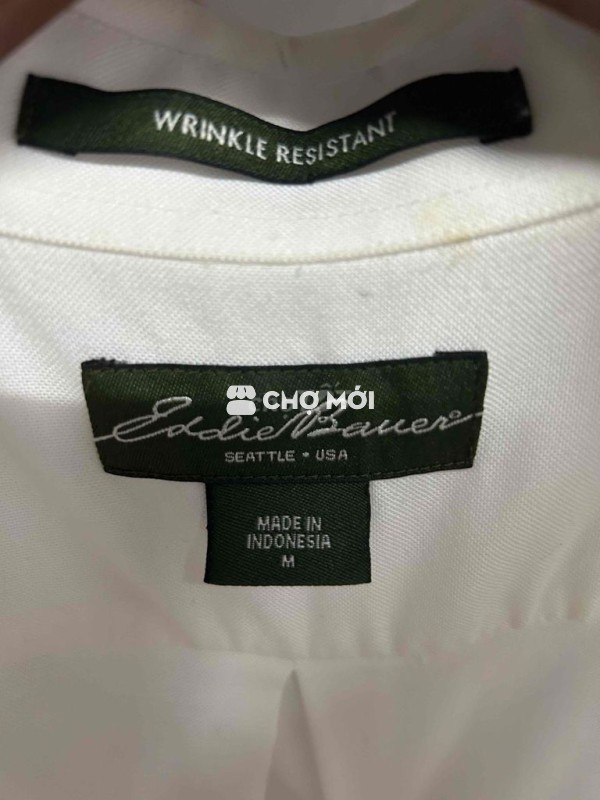 WRINKLE RESISTANT
CHỢ MỚI
Eddie Bauer®
SEATTLE • USA
MADE IN
INDONESIA
M